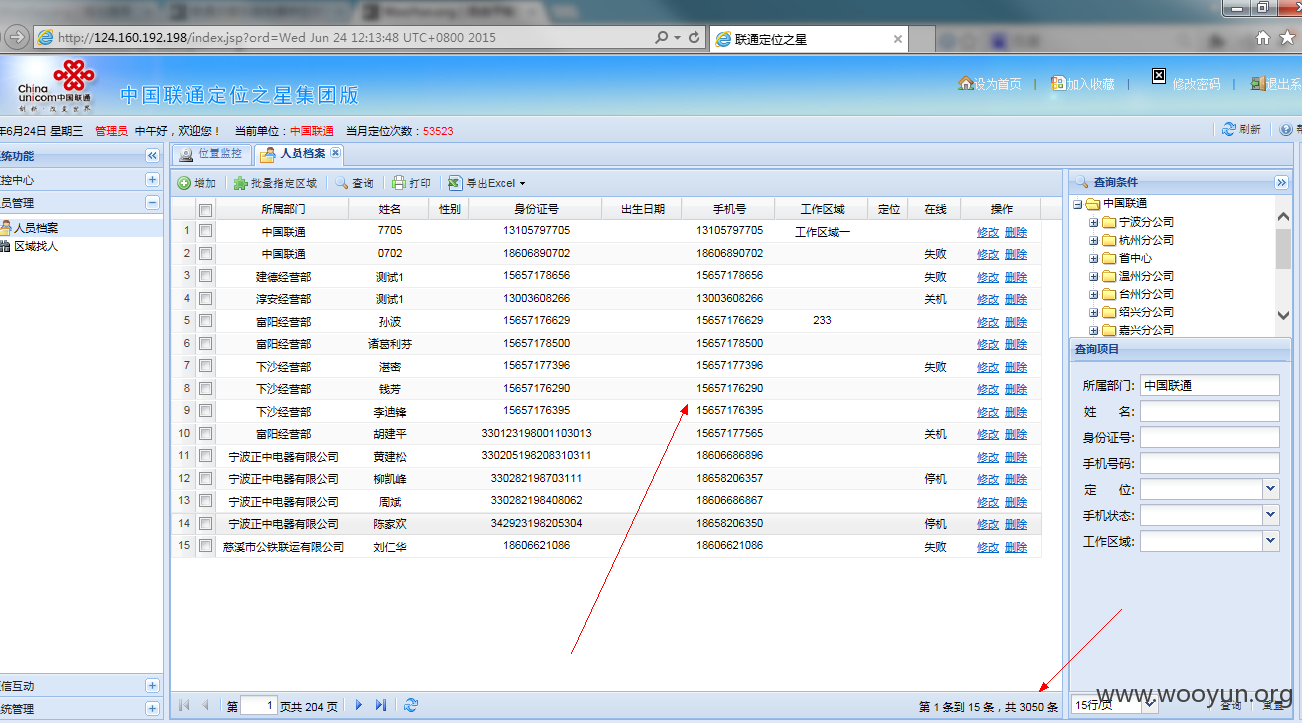 http://124.160.192.198/index.jsp?ord=Wed Jun 24 12:13:48 UTC+0800 2015
联通定位之星
China unicom中国联通
创新·改变世界
中国联通定位之星集团版
设为首页 | 加入收藏 | 修改密码 | 退出系
年6月24日 星期三 管理员 中午好，欢迎您！ 当前单位：中国联通 当月定位次数：53523
刷新
统功能
控中心
员管理
人员档案
区域找人
信互动
统管理
位置监控 人员档案
增加 批量指定区域 查询 打印 导出Excel
所属部门 姓名 性别 身份证号 出生日期 手机号 工作区域 定位 在线 操作
1 中国联通 7705 13105797705 13105797705 工作区域一 修改 删除
2 中国联通 0702 18606890702 18606890702 失败 修改 删除
3 建德经营部 测试1 15657178656 15657178656 失败 修改 删除
4 淳安经营部 测试1 13003608266 13003608266 关机 修改 删除
5 富阳经营部 孙波 15657176629 15657176629 233 修改 删除
6 富阳经营部 诸葛利芬 15657178500 15657178500 修改 删除
7 下沙经营部 湛密 15657177396 15657177396 失败 修改 删除
8 下沙经营部 钱芳 15657176290 15657176290 修改 删除
9 下沙经营部 李迪锋 15657176395 15657176395 修改 删除
10 富阳经营部 胡建平 330123198001103013 15657177565 关机 修改 删除
11 宁波正中电器有限公司 黄建松 330205198208310311 18606686896 修改 删除
12 宁波正中电器有限公司 柳凯峰 330282198703111 18658206357 停机 修改 删除
13 宁波正中电器有限公司 周斌 330282198408062 18606686867 修改 删除
14 宁波正中电器有限公司 陈家欢 342923198205304 18658206350 停机 修改 删除
15 慈溪市公铁联运有限公司 刘仁华 18606621086 18606621086 失败 修改 删除
第 1 页共 204 页
第 1 条到 15 条，共 3050 条
查询条件
中国联通
宁波分公司
杭州分公司
省中心
温州分公司
台州分公司
绍兴分公司
嘉兴分公司
查询项目
所属部门: 中国联通
姓 名:
身份证号:
手机号码:
定 位:
手机状态:
工作区域:
15行/页 查询 重置
www.wooyun.org